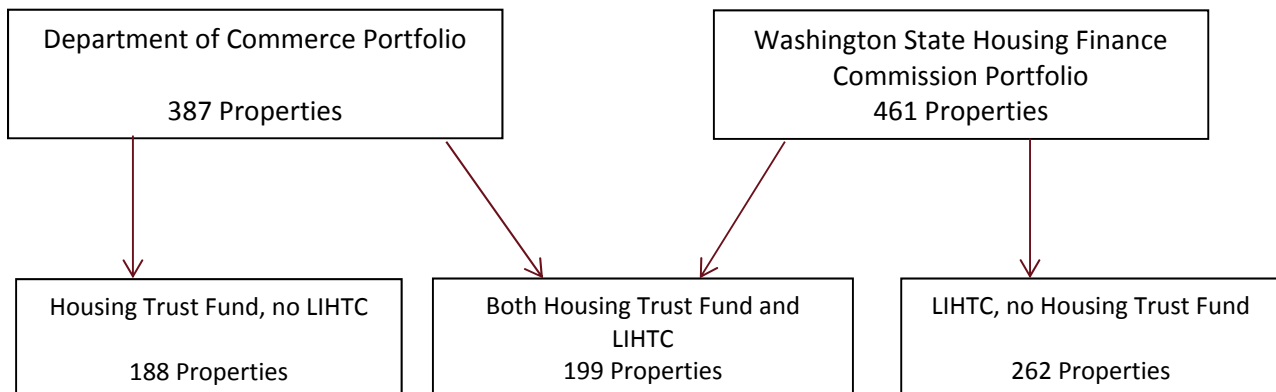 Department of Commerce Portfolio
387 Properties
Washington State Housing Finance
Commission Portfolio
461 Properties
Housing Trust Fund, no LIHTC
188 Properties
Both Housing Trust Fund and
LIHTC
199 Properties
LIHTC, no Housing Trust Fund
262 Properties